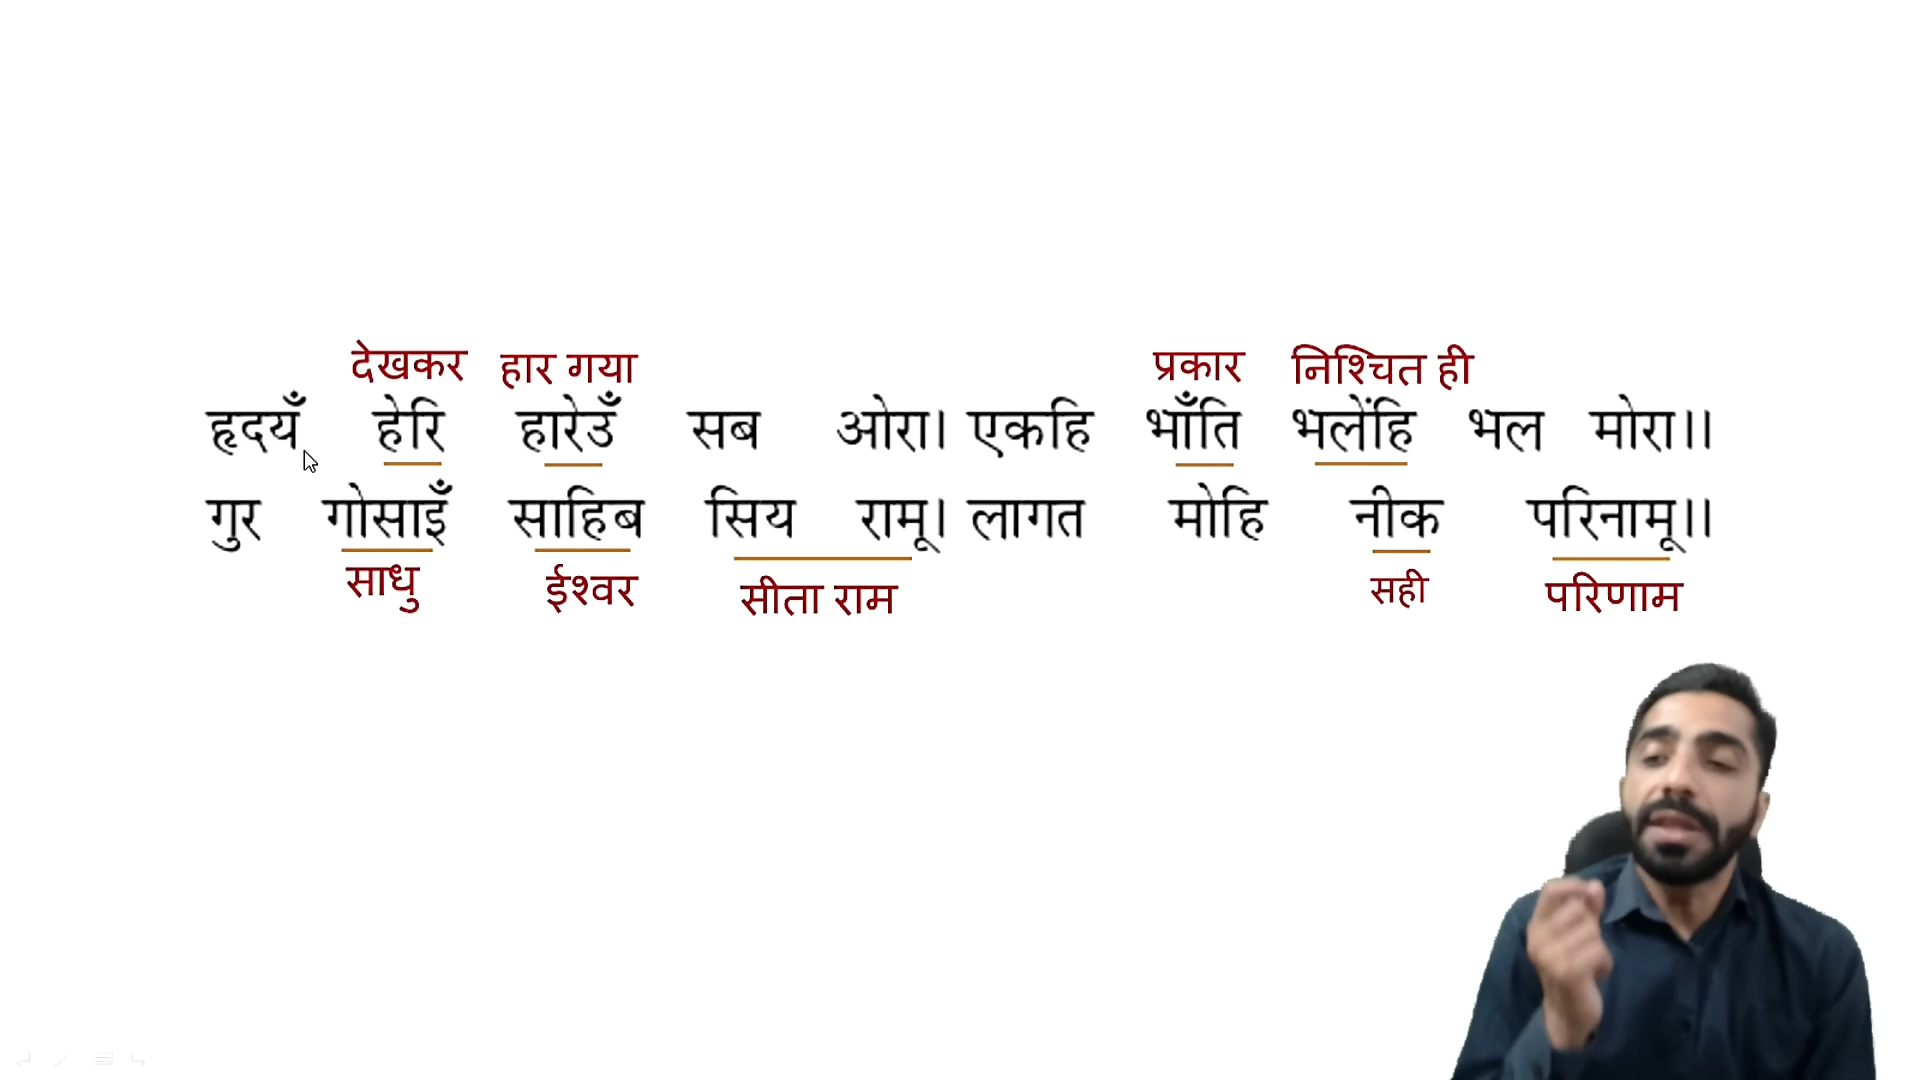 देखकर हार गया प्रकार निश्चित ही
हृदयँ हेरि हारेउँ सब ओरा। एकहि भाँति भलेंहि भल मोरा।।
गुर गोसाइँ साहिब सिय रामू। लागत मोहि नीक परिनामू।।
साधु ईश्वर सीता राम सही परिणाम